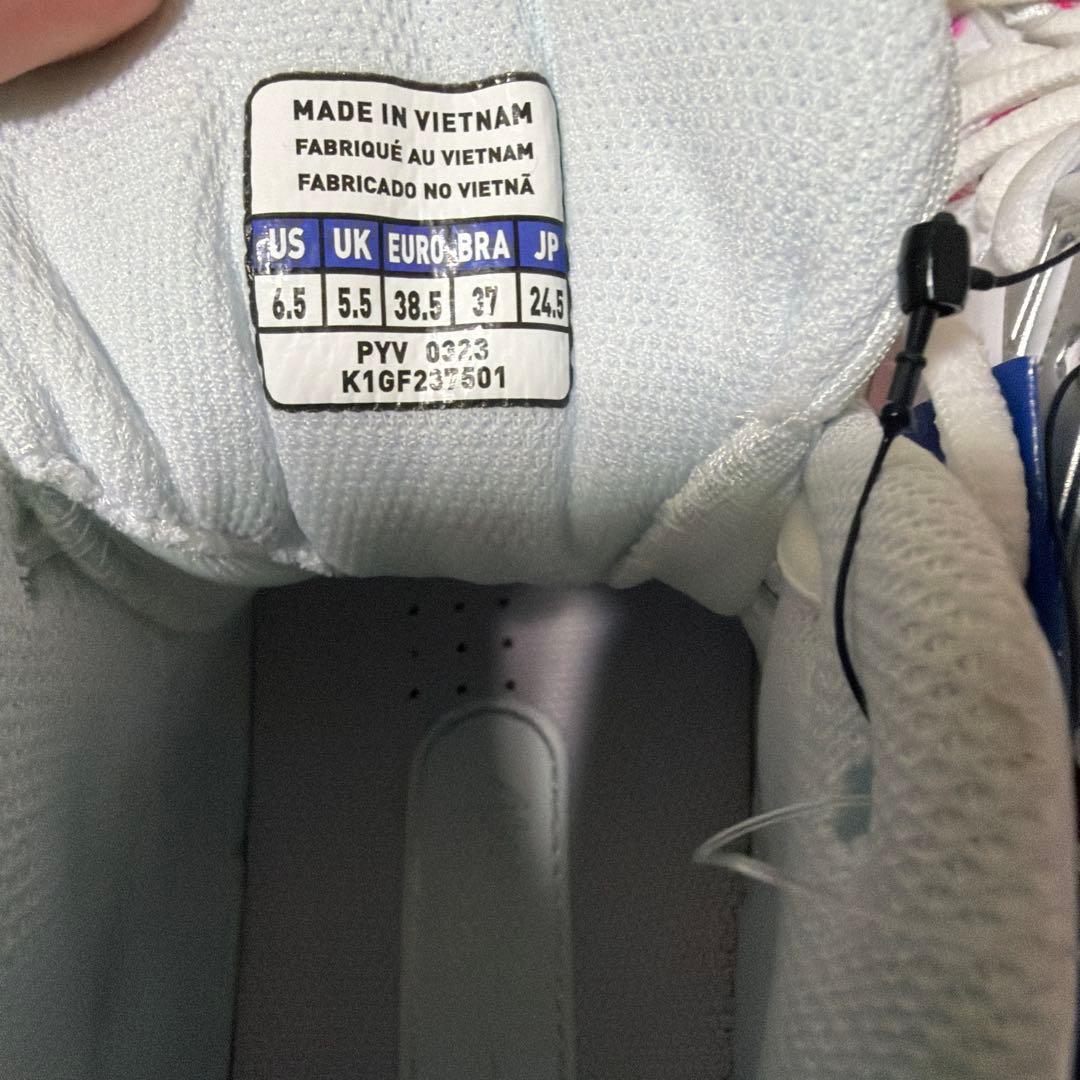 MADE IN VIETNAM
FABRIQUÉ AU VIETNAM
FABRICADO NO VIETNÃ
US UK EURO BRA JP
6.5 5.5 38.5 37 24.5
PYV 0323
K1GF237501